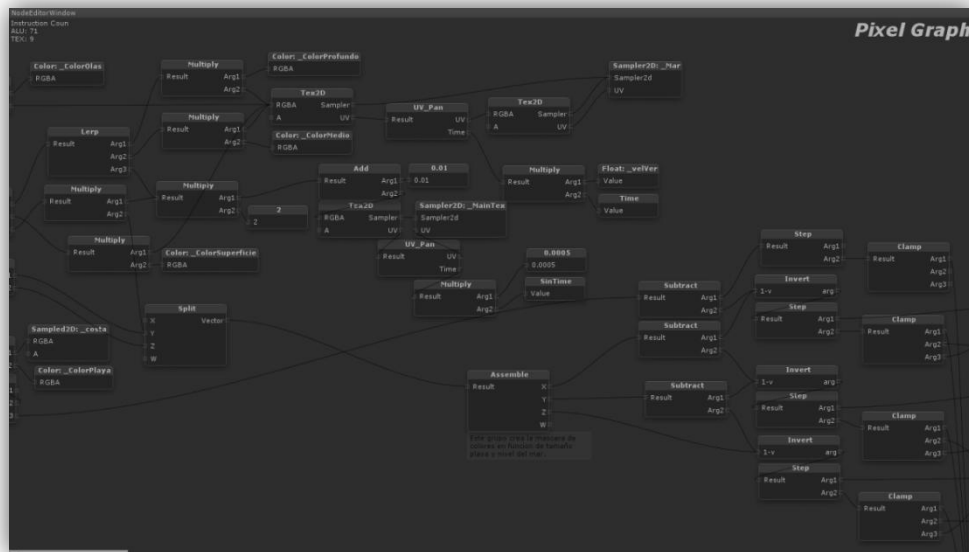 NodeEditorWindow
Instruction Coun
ALU: 71
TEX: 9
Pixel Graph
Color: _ColorOlas
RGBA
Multiply
Result Arg1
Arg2
Color: _ColorProfundo
RGBA
Tex2D
RGBA Sampler
A UV
Sampler2D: _Mar
Sampler2d
UV
UV_Pan
Result UV
Time
Tex2D
RGBA Sampler
A UV
Lerp
Result Arg1
Arg2
Arg3
Multiply
Result Arg1
Arg2
Color: _ColorMedio
RGBA
Multiply
Result Arg1
Arg2
Multiply
Result Arg1
Arg2
2
2
Add
Result Arg1
Arg2
0.01
0.01
Multiply
Result Arg1
Arg2
Float: _velVer
Value
Time
Value
Tex2D
RGBA Sampler
A UV
Sampler2D: _MainTex
Sampler2d
UV
Multiply
Result Arg1
Arg2
Color: _ColorSuperficie
RGBA
UV_Pan
Result UV
Time
0.0005
0.0005
Multiply
Result Arg1
Arg2
SinTime
Value
Step
Result Arg1
Arg2
Clamp
Result Arg1
Arg2
Arg3
Subtract
Result Arg1
Arg2
Invert
1-v arg
Step
Result Arg1
Arg2
Clamp
Result Arg1
Arg2
Arg3
Split
X Vector
Y
Z
W
Subtract
Result Arg1
Arg2
Sampled2D: _costa
RGBA
A
Color: _ColorPlaya
RGBA
Assemble
Result X
Y
Z
W
Este grupo crea la mascara de
colores en funcion de tamaño
playa y nivel del mar.
Subtract
Result Arg1
Arg2
Invert
1-v arg
Step
Result Arg1
Arg2
Clamp
Result Arg1
Arg2
Arg3
Invert
1-v arg
Step
Result Arg1
Arg2
Clamp
Result Arg1
Arg2
Arg3